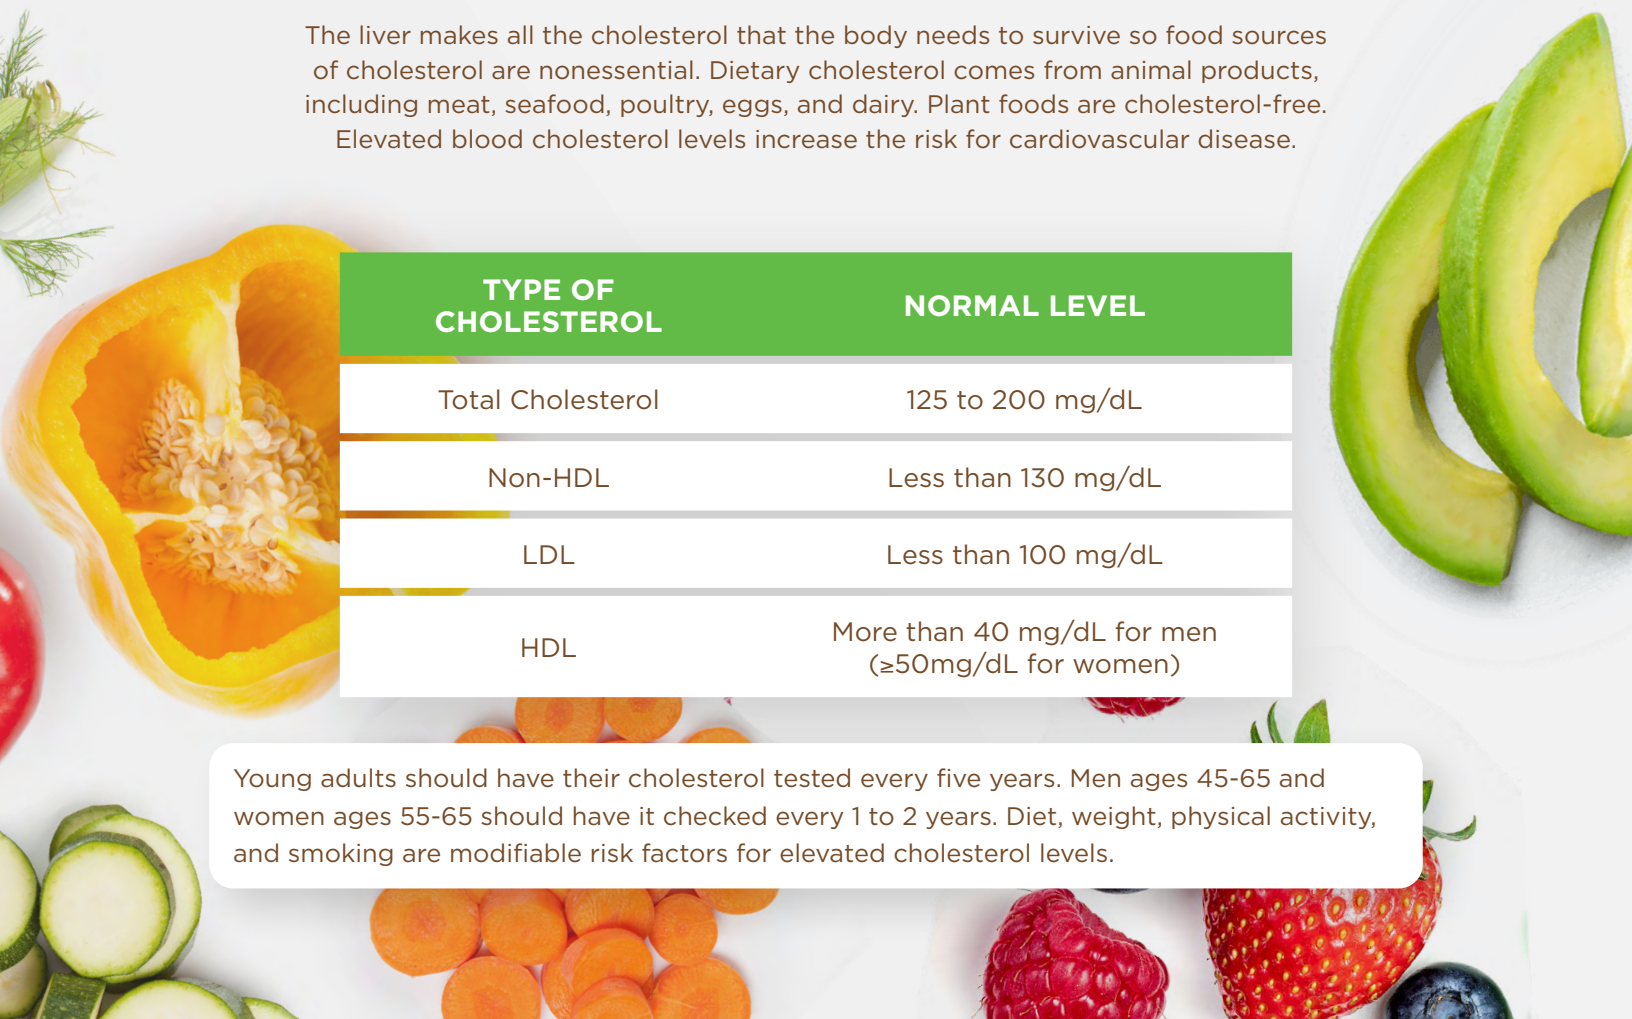 The liver makes all the cholesterol that the body needs to survive so food sources
of cholesterol are nonessential. Dietary cholesterol comes from animal products,
including meat, seafood, poultry, eggs, and dairy. Plant foods are cholesterol-free.
Elevated blood cholesterol levels increase the risk for cardiovascular disease.
TYPE OF
CHOLESTEROL
NORMAL LEVEL
Total Cholesterol
125 to 200 mg/dL
Non-HDL
Less than 130 mg/dL
LDL
Less than 100 mg/dL
HDL
More than 40 mg/dL for men
(≥50mg/dL for women)
Young adults should have their cholesterol tested every five years. Men ages 45-65 and
women ages 55-65 should have it checked every 1 to 2 years. Diet, weight, physical activity,
and smoking are modifiable risk factors for elevated cholesterol levels.